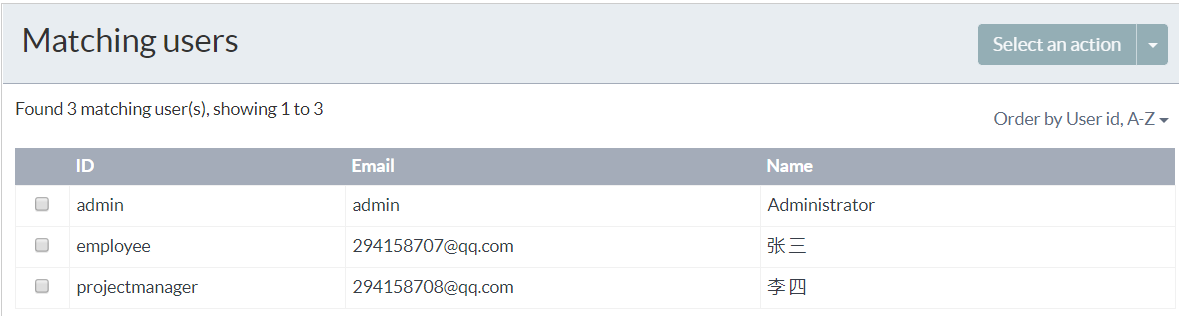 Matching users
Select an action
Found 3 matching user(s), showing 1 to 3
Order by User id, A-Z
ID Email Name
admin admin Administrator
employee 294158707@qq.com 张三
projectmanager 294158708@qq.com 李四